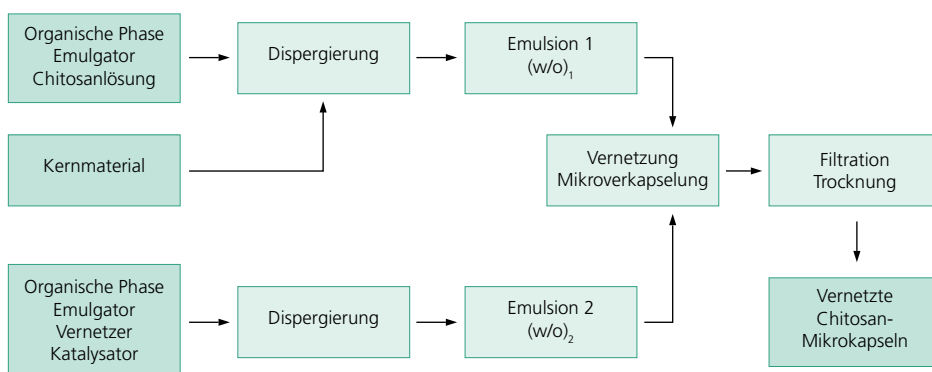 Organische Phase
Emulgator
Chitosanlösung
Dispergierung
Emulsion 1
(w/o)₁
Kernmaterial
Vernetzung
Mikroverkapselung
Filtration
Trocknung
Organische Phase
Emulgator
Vernetzer
Katalysator
Dispergierung
Emulsion 2
(w/o)₂
Vernetzte
Chitosan-
Mikrokapseln